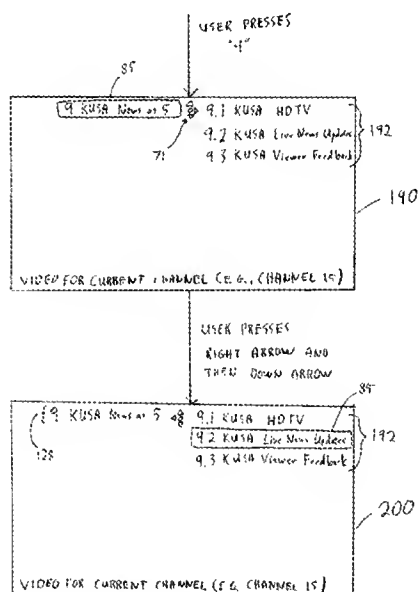 USER PRESSES
"9"
85
9 KUSA News at 5 9.1 KUSA HDTV
9.2 KUSA Live News Updates
9.3 KUSA Viewer Feedback
192
71
190
VIDEO FOR CURRENT CHANNEL (E.G., CHANNEL 15)
USER PRESSES
RIGHT ARROW AND
THEN DOWN ARROW
85
9 KUSA News at 5 9.1 KUSA HDTV
9.2 KUSA Live News Updates
9.3 KUSA Viewer Feedback
192
128
200
VIDEO FOR CURRENT CHANNEL (E.G. CHANNEL 15)